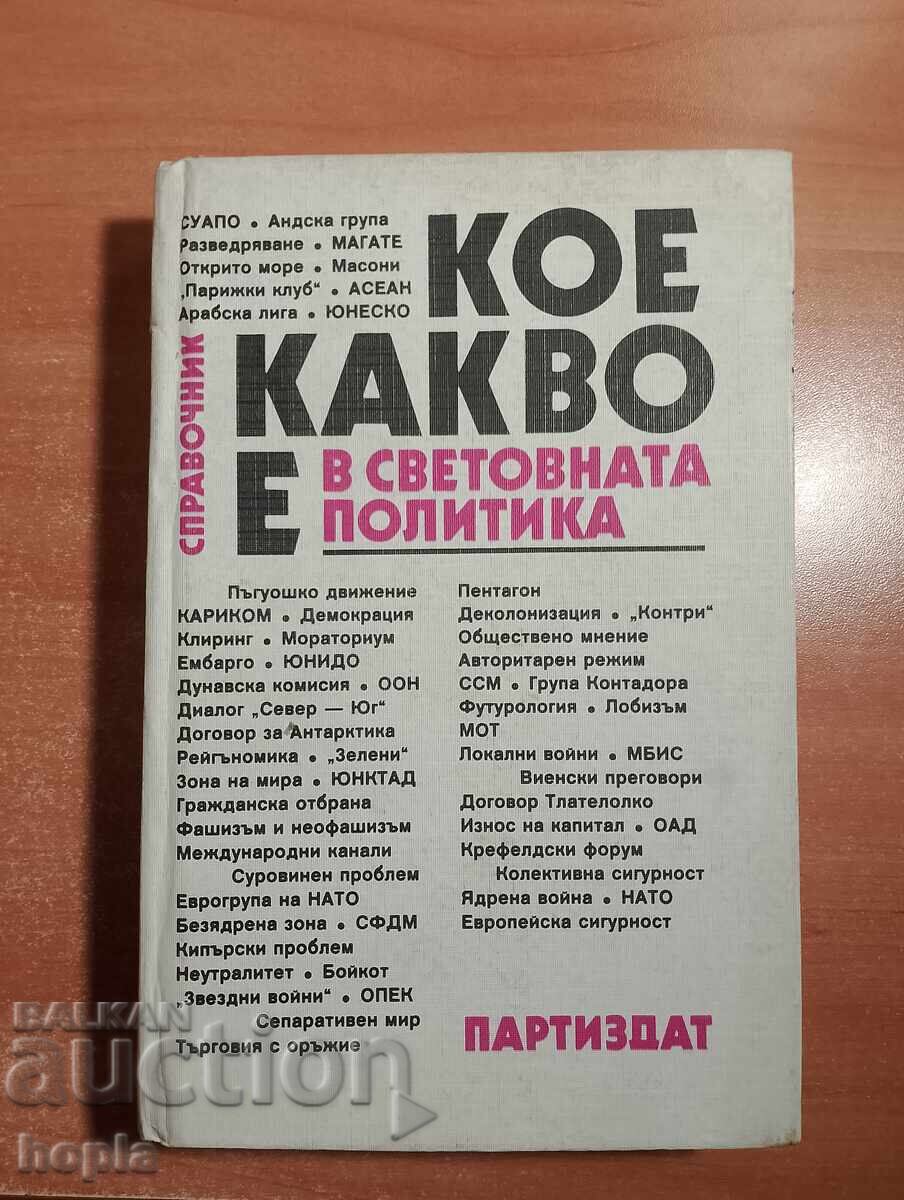 СУАПО • Андска група
Разведряване • МАГАТЕ
Открито море • Масони
„Парижки клуб“ • АСЕАН
Арабска лига • ЮНЕСКО
КОЕ
КАКВО
Е
В СВЕТОВНАТА
ПОЛИТИКА
СПРАВОЧНИК
Пъгуошко движение
КАРИКОМ • Демокрация
Клиринг • Мораториум
Ембарго • ЮНИДО
Дунавска комисия • ООН
Диалог „Север — Юг“
Договор за Антарктика
Рейгъномика • „Зелени“
Зона на мира • ЮНКТАД
Гражданска отбрана
Фашизъм и неофашизъм
Международни канали
Суровинен проблем
Еврогрупа на НАТО
Безядрена зона • СФДМ
Кипърски проблем
Неутралитет • Бойкот
„Звездни войни“ • ОПЕК
Сепаративен мир
Търговия с оръжие
Пентагон
Деколонизация • „Контри“
Обществено мнение
Авторитарен режим
ССМ • Група Контадора
Футурология • Лобизъм
МОТ
Локални войни • МБИС
Виенски преговори
Договор Тлателолко
Износ на капитал • ОАД
Крефелдски форум
Колективна сигурност
Ядрена война • НАТО
Европейска сигурност
ПАРТИЗДАТ
BALKAN
auction
hopla